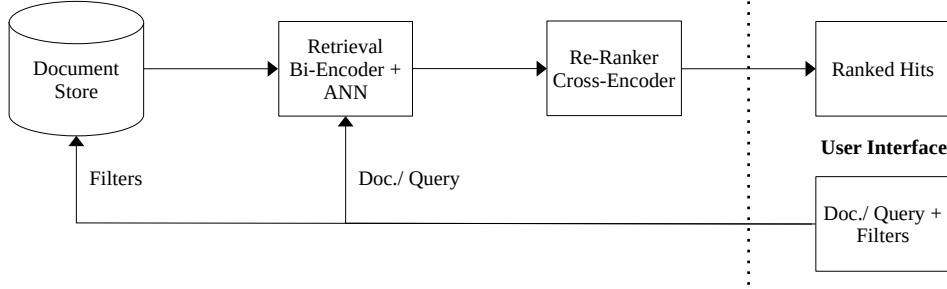 Document
Store
Retrieval
Bi-Encoder +
ANN
Re-Ranker
Cross-Encoder
Ranked Hits
User Interface
Filters
Doc./ Query
Doc./ Query +
Filters